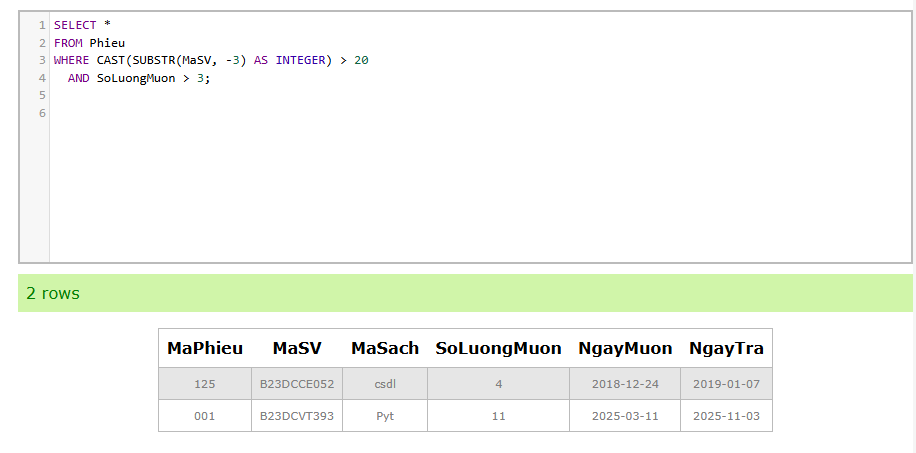 1 SELECT *
2 FROM Phieu
3 WHERE CAST(SUBSTR(MaSV, -3) AS INTEGER) > 20
4 AND SoLuongMuon > 3;
5
6
2 rows
MaPhieu MaSV MaSach SoLuongMuon NgayMuon NgayTra
125 B23DCCE052 csdl 4 2018-12-24 2019-01-07
001 B23DCVT393 Pyt 11 2025-03-11 2025-11-03